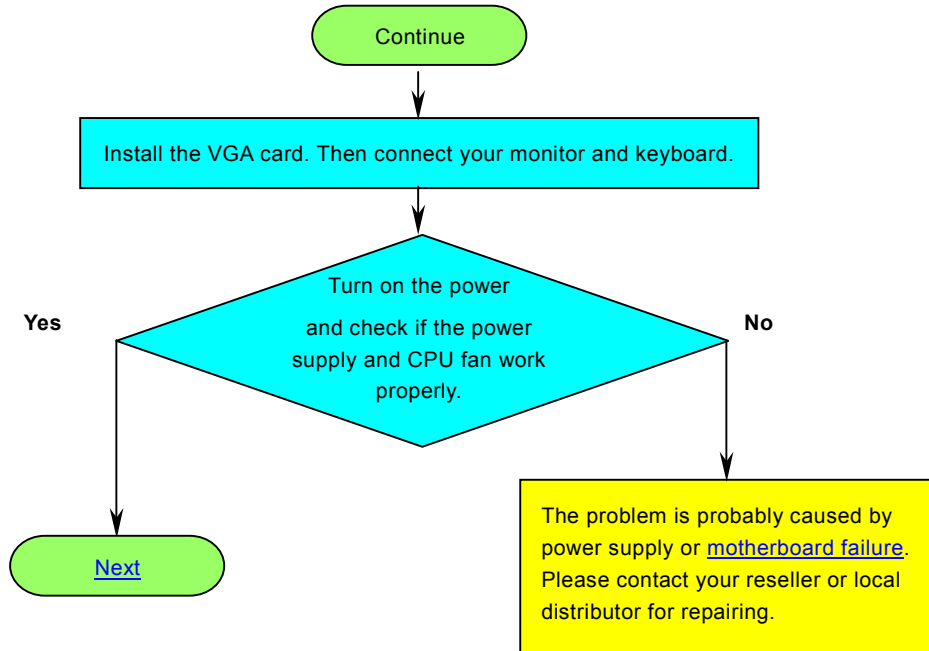 Continue
Install the VGA card. Then connect your monitor and keyboard.
Turn on the power
and check if the power
supply and CPU fan work
properly.
Yes
No
The problem is probably caused by
power supply or motherboard failure.
Please contact your reseller or local
distributor for repairing.
Next